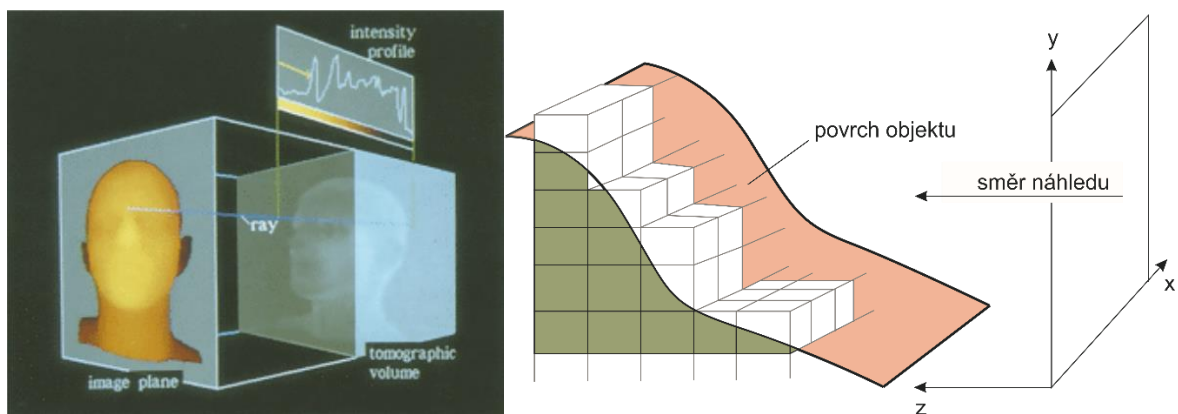 intensity
profile
ray
image plane
tomographic
volume
povrch objektu
směr náhledu
y
x
z